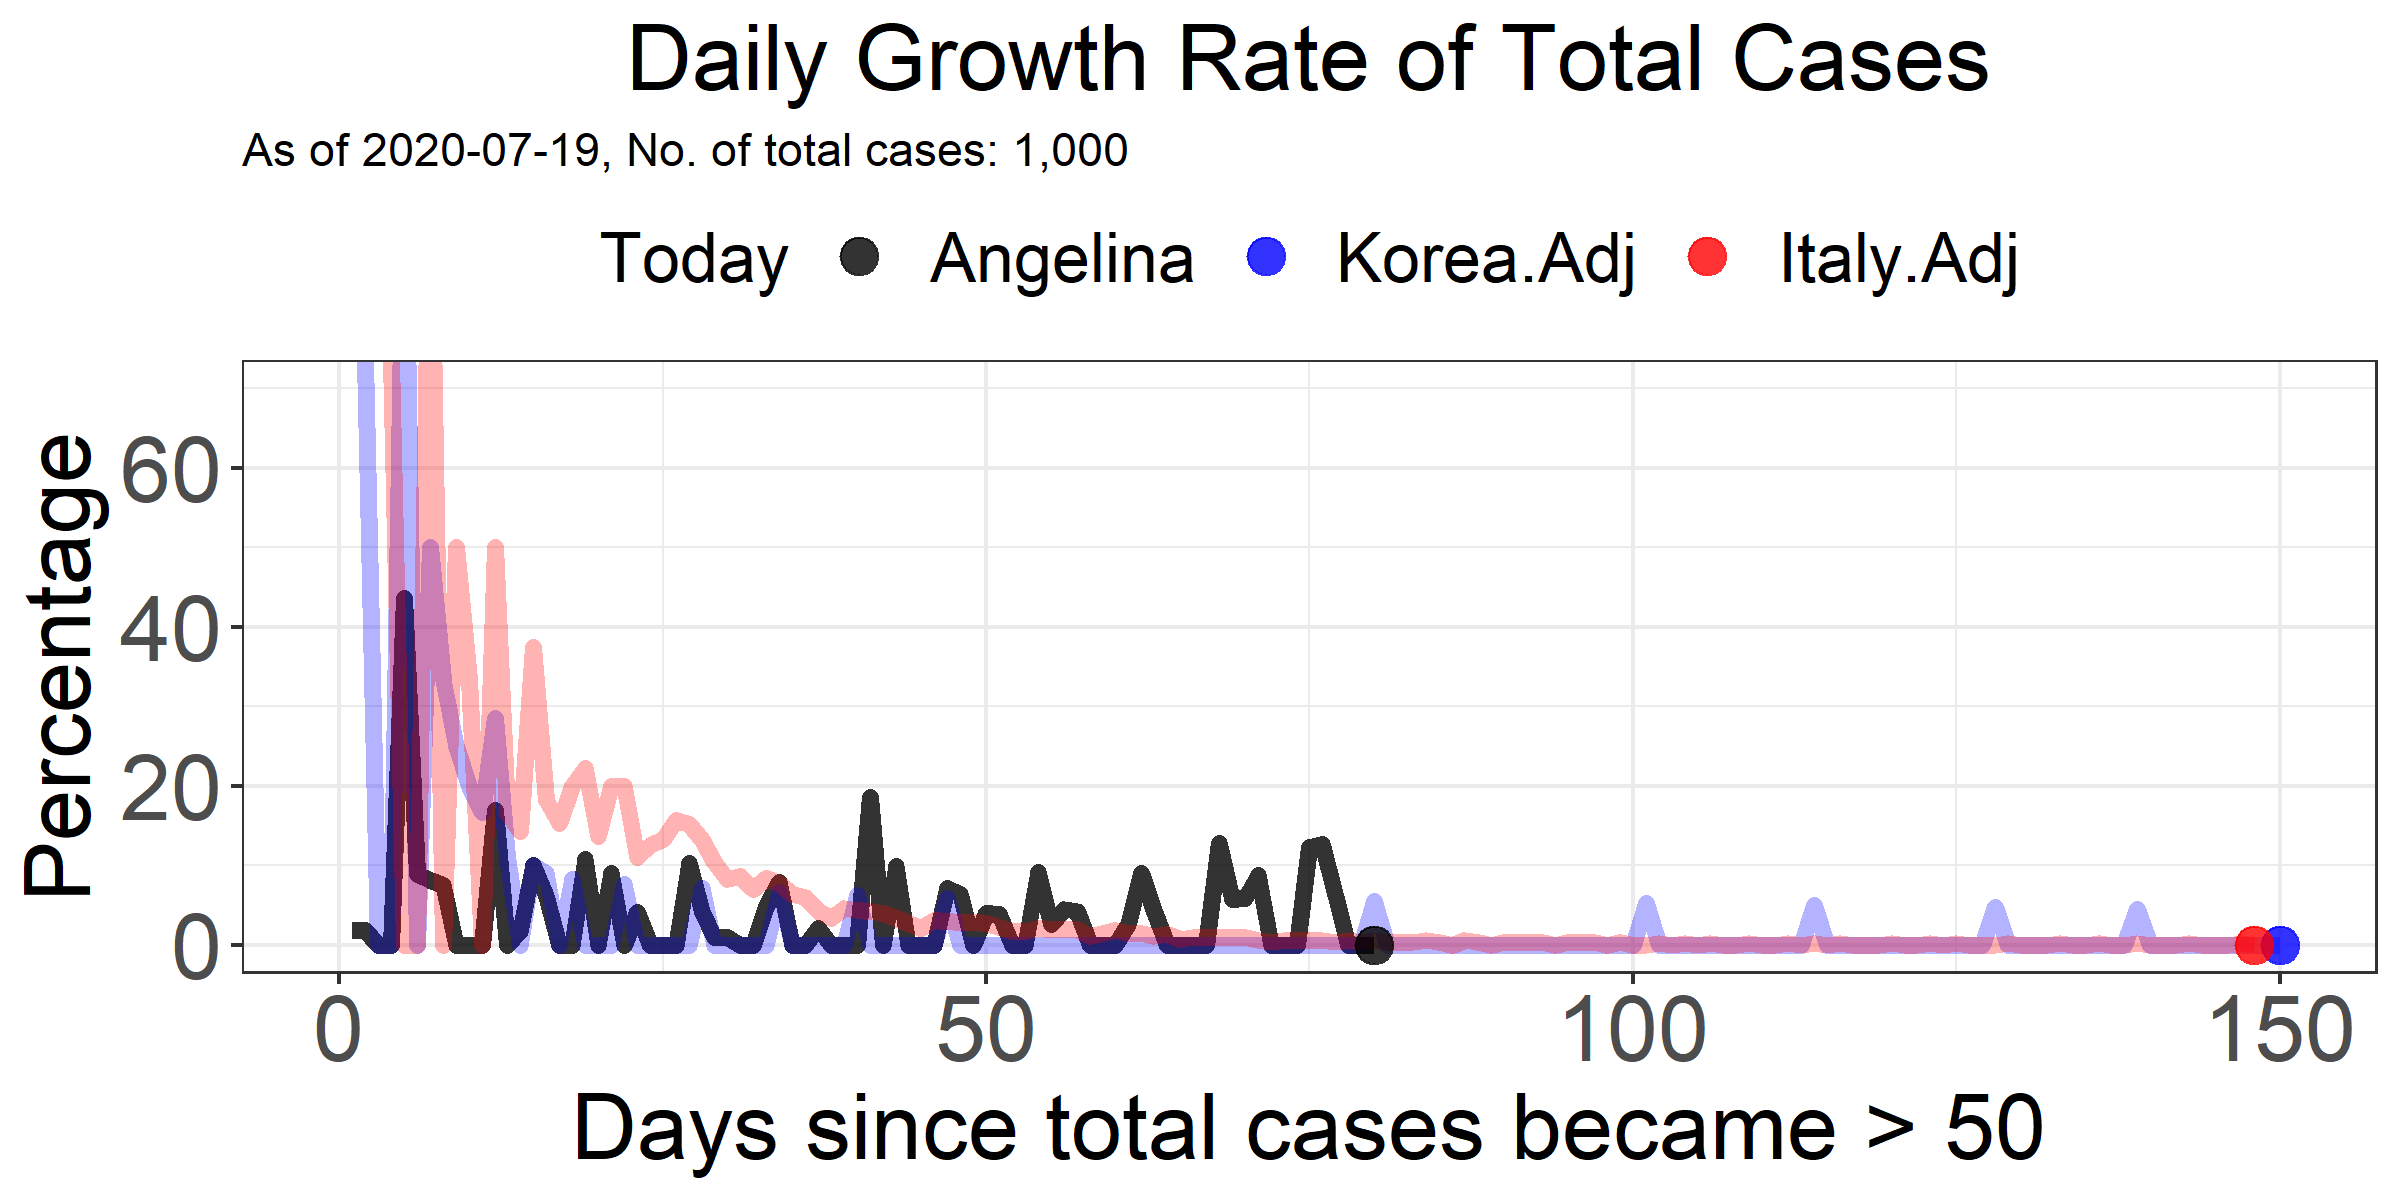 Daily Growth Rate of Total Cases
As of 2020-07-19, No. of total cases: 1,000
Today Angelina Korea.Adj Italy.Adj
Percentage
60
40
20
0
0 50 100 150
Days since total cases became > 50